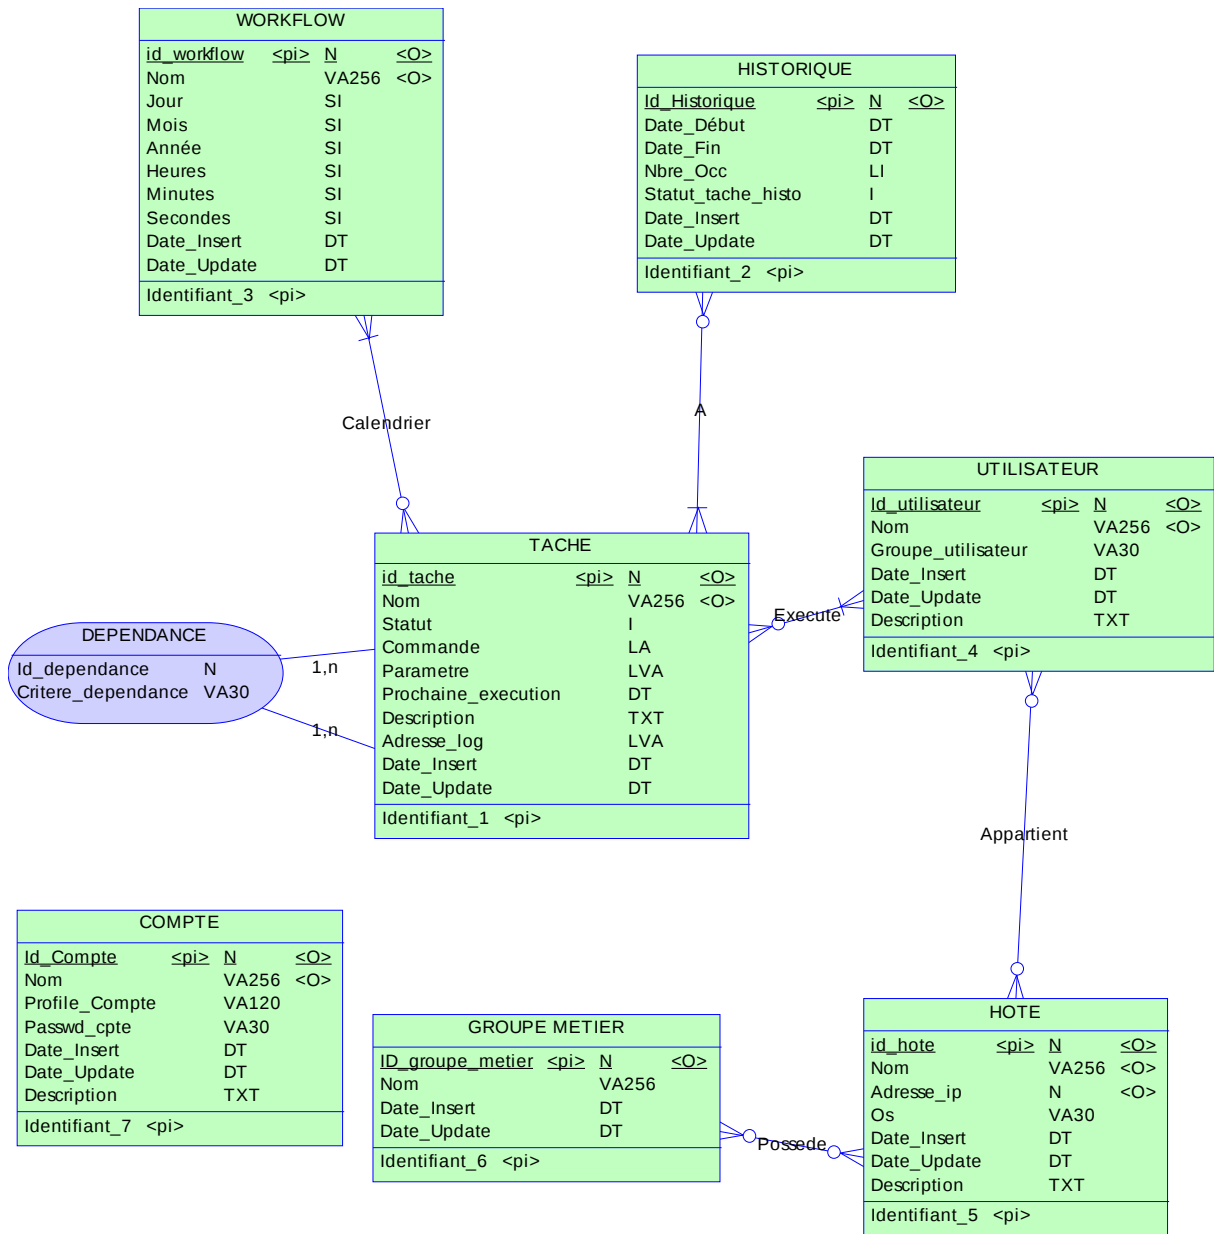 WORKFLOW
id_workflow <pi> N <O>
Nom VA256 <O>
Jour SI
Mois SI
Année SI
Heures SI
Minutes SI
Secondes SI
Date_Insert DT
Date_Update DT
Identifiant_3 <pi>
HISTORIQUE
Id_Historique <pi> N <O>
Date_Début DT
Date_Fin DT
Nbre_Occ LI
Statut_tache_histo I
Date_Insert DT
Date_Update DT
Identifiant_2 <pi>
Calendrier
A
UTILISATEUR
Id_utilisateur <pi> N <O>
Nom VA256 <O>
Groupe_utilisateur VA30
Date_Insert DT
Date_Update DT
Description TXT
Identifiant_4 <pi>
TACHE
id_tache <pi> N <O>
Nom VA256 <O>
Statut I
Commande LA
Parametre LVA
Prochaine_execution DT
Description TXT
Adresse_log LVA
Date_Insert DT
Date_Update DT
Identifiant_1 <pi>
Execute
DEPENDANCE
Id_dependance N
Critere_dependance VA30
1,n
1,n
Appartient
COMPTE
Id_Compte <pi> N <O>
Nom VA256 <O>
Profile_Compte VA120
Passwd_cpte VA30
Date_Insert DT
Date_Update DT
Description TXT
Identifiant_7 <pi>
GROUPE METIER
ID_groupe_metier <pi> N <O>
Nom VA256
Date_Insert DT
Date_Update DT
Identifiant_6 <pi>
Possede
HOTE
id_hote <pi> N <O>
Nom VA256 <O>
Adresse_ip N <O>
Os VA30
Date_Insert DT
Date_Update DT
Description TXT
Identifiant_5 <pi>